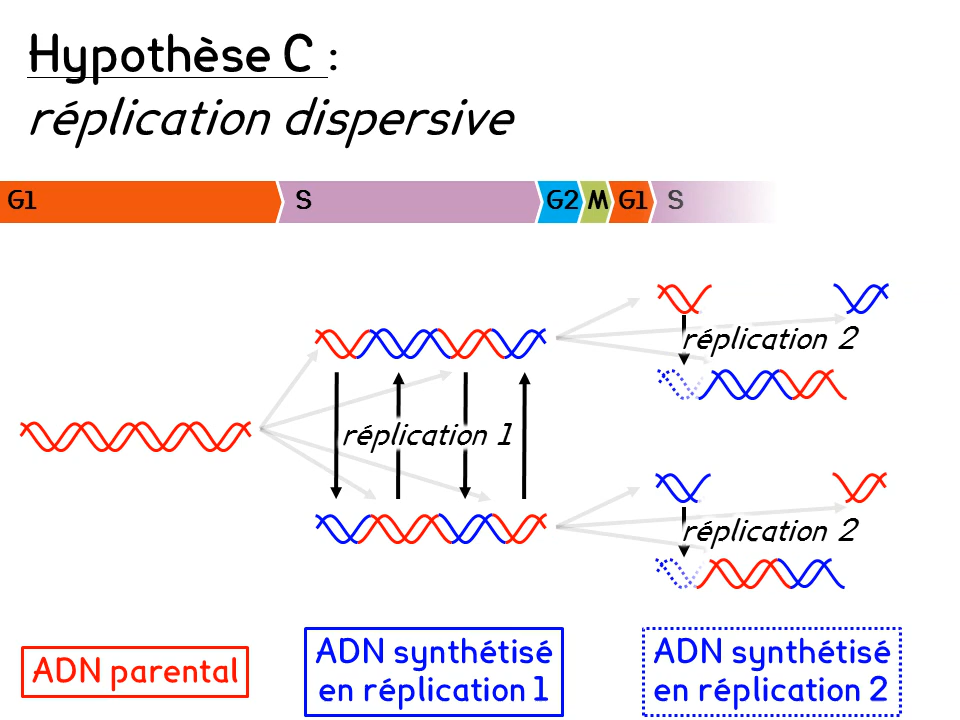 Hypothèse C :
réplication dispersive
G1 S G2 M G1 S
réplication 2
réplication 1
réplication 2
ADN parental
ADN synthétisé
en réplication 1
ADN synthétisé
en réplication 2